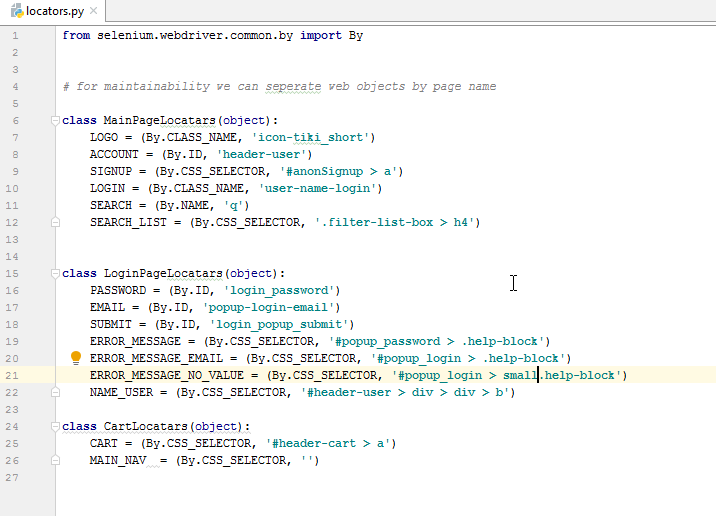 locators.py
1 from selenium.webdriver.common.by import By
2
3
4 # for maintainability we can seperate web objects by page name
5
6 class MainPageLocatars(object):
7 LOGO = (By.CLASS_NAME, 'icon-tiki_short')
8 ACCOUNT = (By.ID, 'header-user')
9 SIGNUP = (By.CSS_SELECTOR, '#anonSignup > a')
10 LOGIN = (By.CLASS_NAME, 'user-name-login')
11 SEARCH = (By.NAME, 'q')
12 SEARCH_LIST = (By.CSS_SELECTOR, '.filter-list-box > h4')
13
14
15 class LoginPageLocatars(object):
16 PASSWORD = (By.ID, 'login_password')
17 EMAIL = (By.ID, 'popup-login-email')
18 SUBMIT = (By.ID, 'login_popup_submit')
19 ERROR_MESSAGE = (By.CSS_SELECTOR, '#popup_password > .help-block')
20 ERROR_MESSAGE_EMAIL = (By.CSS_SELECTOR, '#popup_login > .help-block')
21 ERROR_MESSAGE_NO_VALUE = (By.CSS_SELECTOR, '#popup_login > small.help-block')
22 NAME_USER = (By.CSS_SELECTOR, '#header-user > div > div > b')
23
24 class CartLocatars(object):
25 CART = (By.CSS_SELECTOR, '#header-cart > a')
26 MAIN_NAV  = (By.CSS_SELECTOR, '')
27